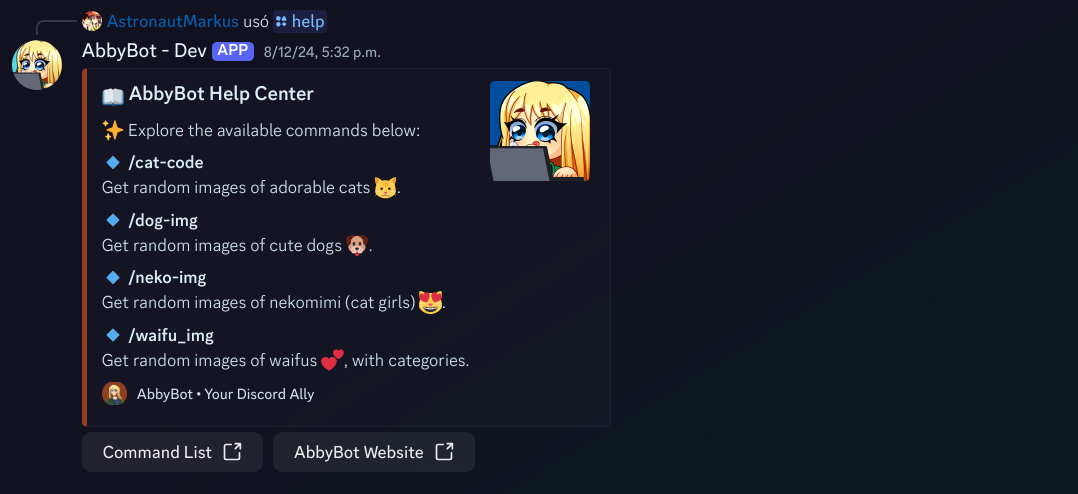 AstronautMarkus usó help
AbbyBot - Dev APP 8/12/24, 5:32 p.m.
AbbyBot Help Center
Explore the available commands below:
/cat-code
Get random images of adorable cats 🐱.
/dog-img
Get random images of cute dogs 🐶.
/neko-img
Get random images of nekomimi (cat girls) 😻.
/waifu_img
Get random images of waifus 💕, with categories.
AbbyBot • Your Discord Ally
Command List
AbbyBot Website